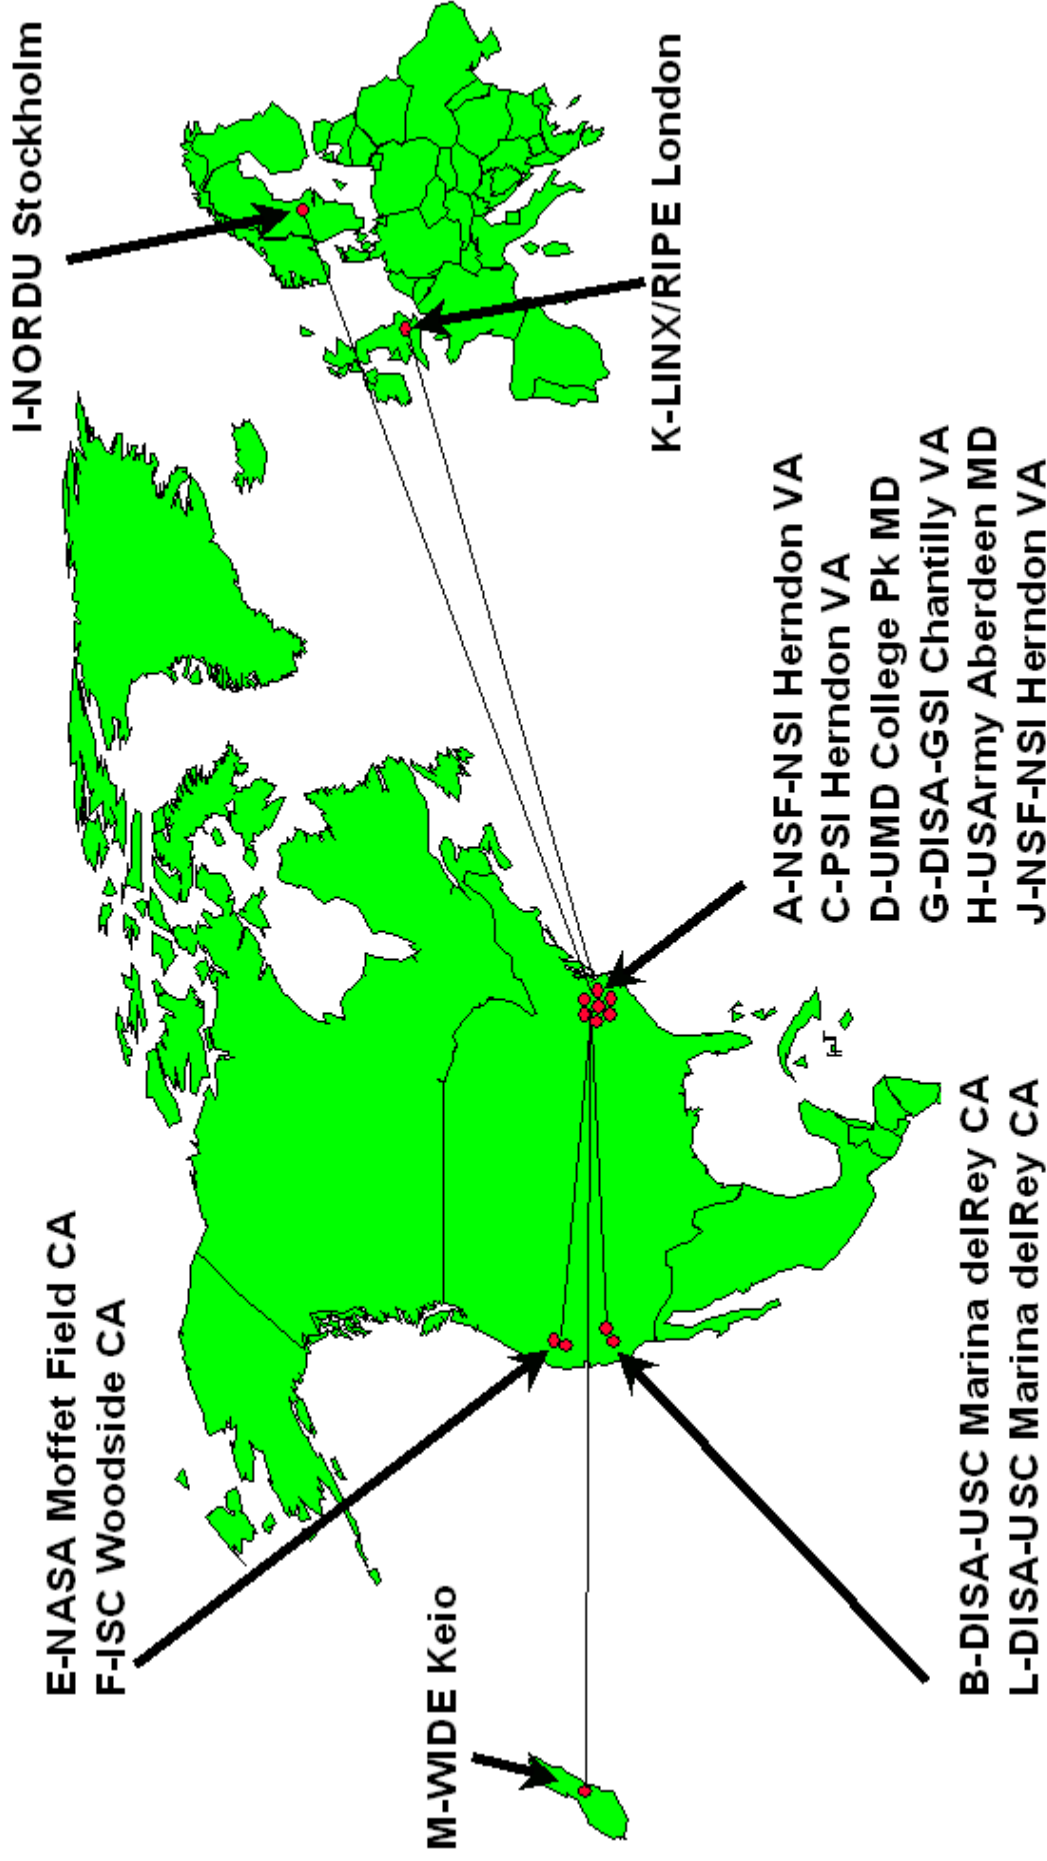 E-NASA Moffet Field CA
F-ISC Woodside CA
I-NORDU Stockholm
M-WIDE Keio
K-LINX/RIPE London
A-NSF-NSI Herndon VA
C-PSI Herndon VA
D-UMD College Pk MD
G-DISA-GSI Chantilly VA
H-USArmy Aberdeen MD
J-NSF-NSI Herndon VA
B-DISA-USC Marina delRey CA
L-DISA-USC Marina delRey CA